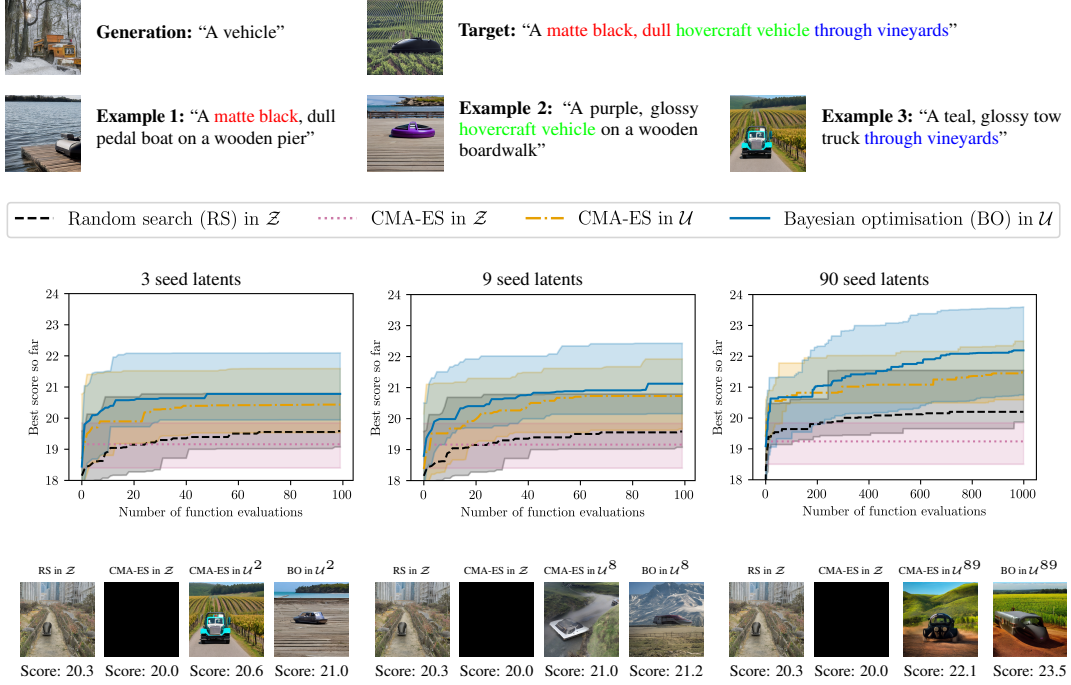 Generation: “A vehicle”
Target: “A matte black, dull hovercraft vehicle through vineyards”
Example 1: “A matte black, dull
pedal boat on a wooden pier”
Example 2: “A purple, glossy
hovercraft vehicle on a wooden
boardwalk”
Example 3: “A teal, glossy tow
truck through vineyards”
Random search (RS) in 𝒵
CMA-ES in 𝒵
CMA-ES in 𝒰
Bayesian optimisation (BO) in 𝒰
3 seed latents
Best score so far
24
23
22
21
20
19
18
0 20 40 60 80 100
Number of function evaluations
9 seed latents
Best score so far
24
23
22
21
20
19
18
0 20 40 60 80 100
Number of function evaluations
90 seed latents
Best score so far
24
23
22
21
20
19
18
0 200 400 600 800 1000
Number of function evaluations
RS in 𝒵 CMA-ES in 𝒵 CMA-ES in 𝒰² BO in 𝒰²
Score: 20.3 Score: 20.0 Score: 20.6 Score: 21.0
RS in 𝒵 CMA-ES in 𝒵 CMA-ES in 𝒰⁸ BO in 𝒰⁸
Score: 20.3 Score: 20.0 Score: 21.0 Score: 21.2
RS in 𝒵 CMA-ES in 𝒵 CMA-ES in 𝒰⁸⁹ BO in 𝒰⁸⁹
Score: 20.3 Score: 20.0 Score: 22.1 Score: 23.5